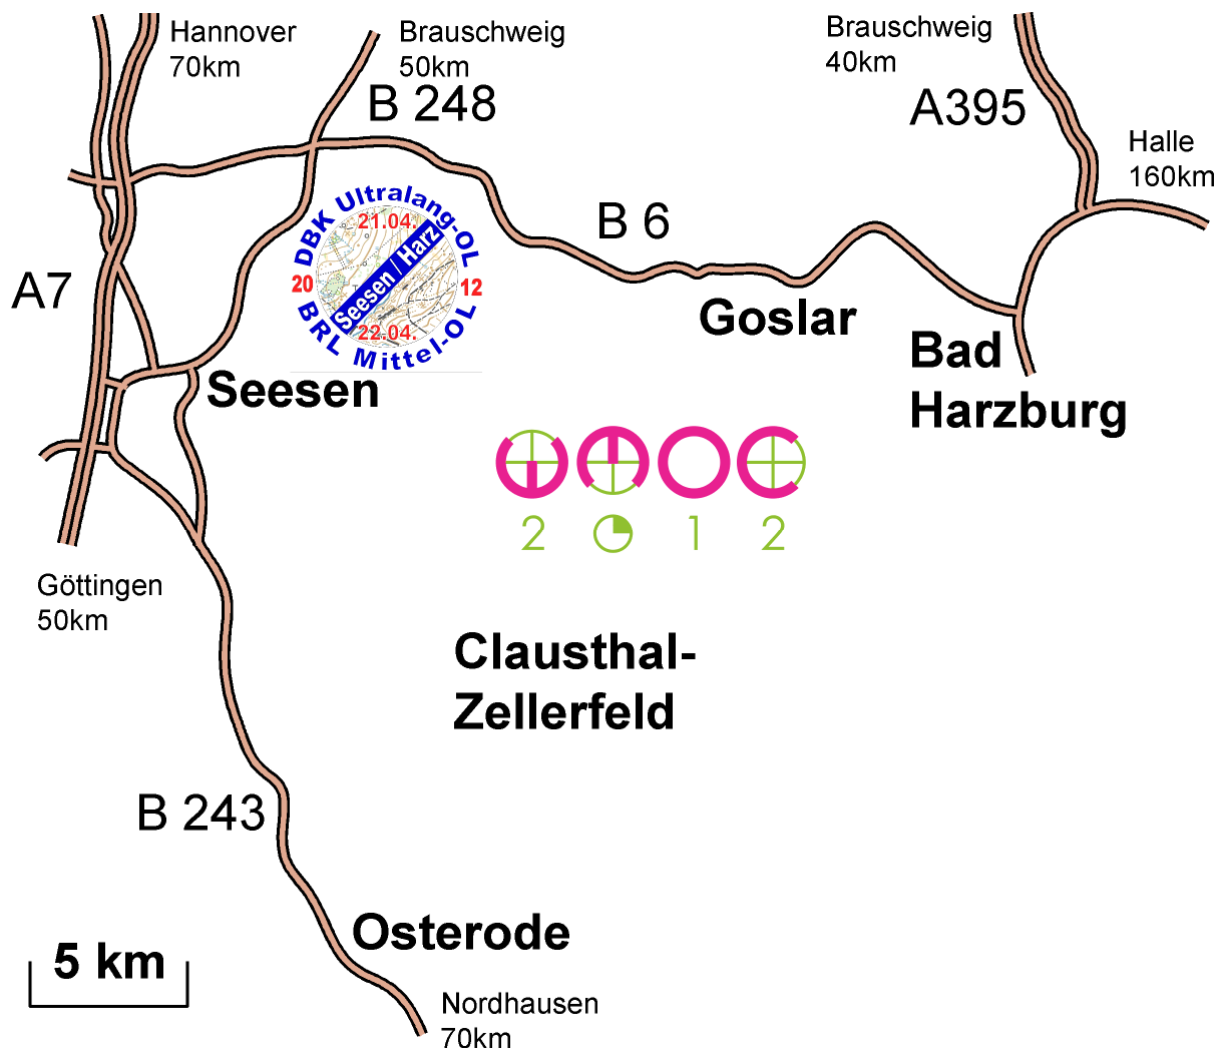 Hannover
70km
Brauschweig
50km
B 248
Brauschweig
40km
A395
Halle
160km
B 6
A7
DBK Ultralang-OL
21.04.
Seesen / Harz
20
12
22.04.
BRL Mittel-OL
Goslar
Bad
Harzburg
Seesen
2
1
2
Göttingen
50km
Clausthal-
Zellerfeld
B 243
Osterode
5 km
Nordhausen
70km